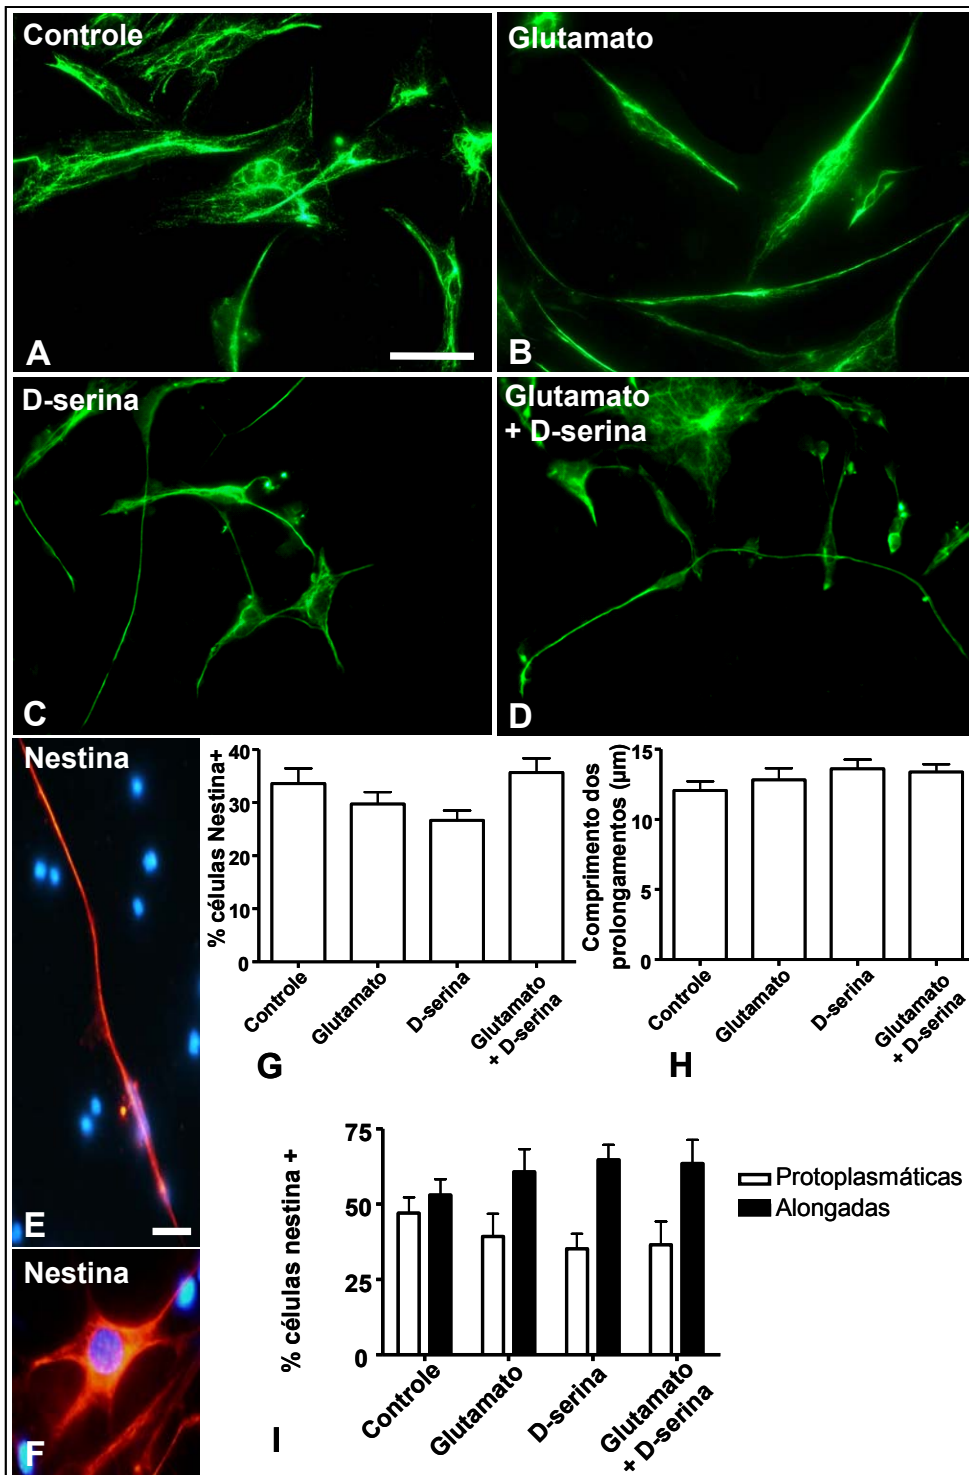 Controle
A
Glutamato
B
D-serina
C
Glutamato
+ D-serina
D
Nestina
E
Nestina
F
% células Nestina+
40
30
20
10
0
Controle
Glutamato
D-serina
Glutamato
+ D-serina
G
Comprimento dos
prolongamentos (µm)
15
10
5
0
Controle
Glutamato
D-serina
Glutamato
+ D-serina
H
% células nestina +
75
50
25
0
Controle
Glutamato
D-serina
Glutamato
+ D-serina
Protoplasmáticas
Alongadas
I